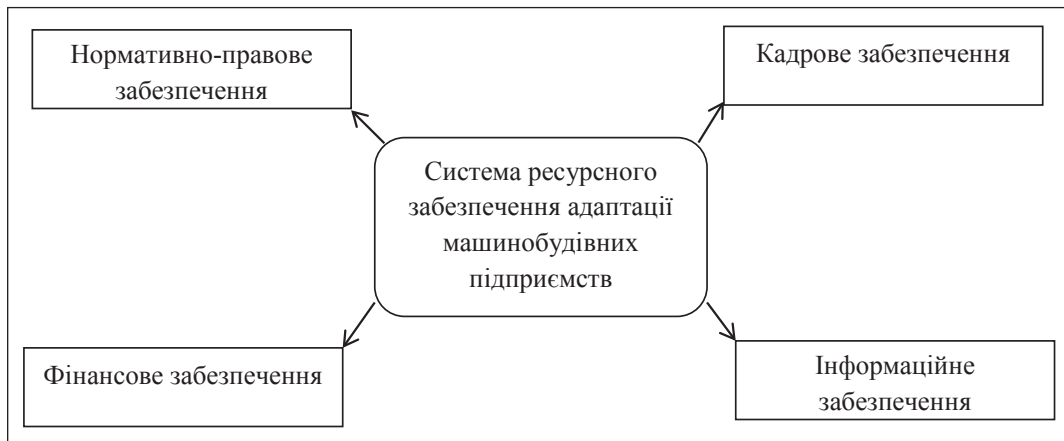 Нормативно-правове
забезпечення
Кадрове забезпечення
Система ресурсного
забезпечення адаптації
машинобудівних
підприємств
Фінансове забезпечення
Інформаційне
забезпечення